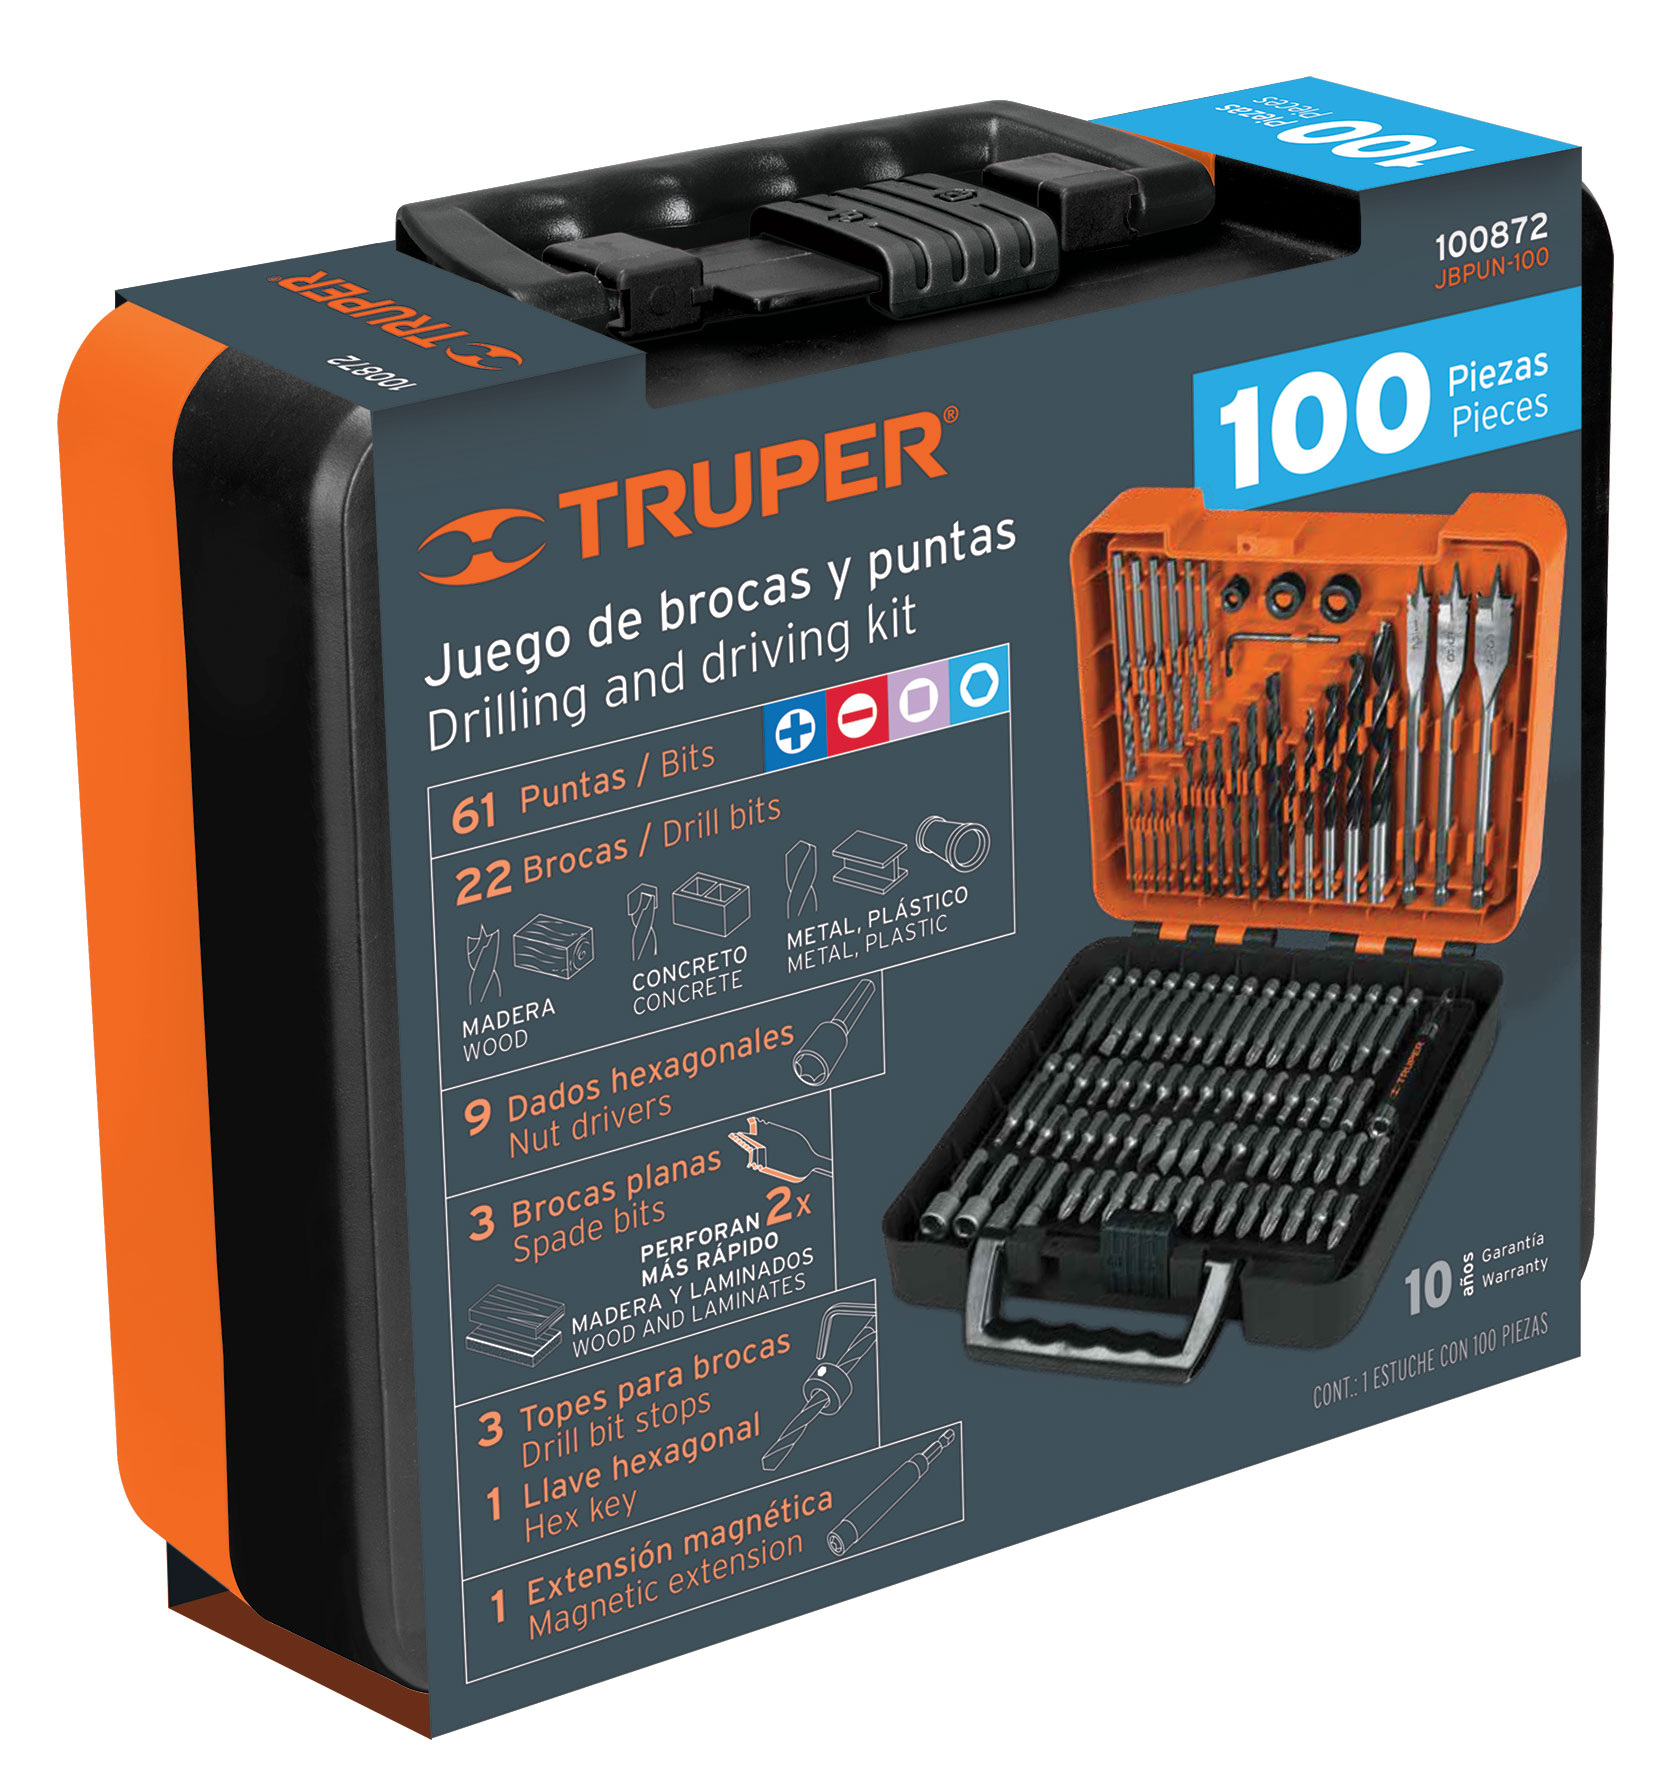 100
Piezas
Pieces
TRUPER®
100872
100872
JBPUN-100
100 Piezas
Pieces
TRUPER®
Juego de brocas y puntas
Drilling and driving kit
61 Puntas / Bits
22 Brocas / Drill bits
MADERA
WOOD
CONCRETO
CONCRETE
METAL, PLÁSTICO
METAL, PLASTIC
9 Dados hexagonales
Nut drivers
3 Brocas planas
Spade bits
PERFORAN 2x
MÁS RÁPIDO
MADERA Y LAMINADOS
WOOD AND LAMINATES
3 Topes para brocas
Drill bit stops
1 Llave hexagonal
Hex key
1 Extensión magnética
Magnetic extension
TRUPER
10 años Garantía
Warranty
CONT.: 1 ESTUCHE CON 100 PIEZAS